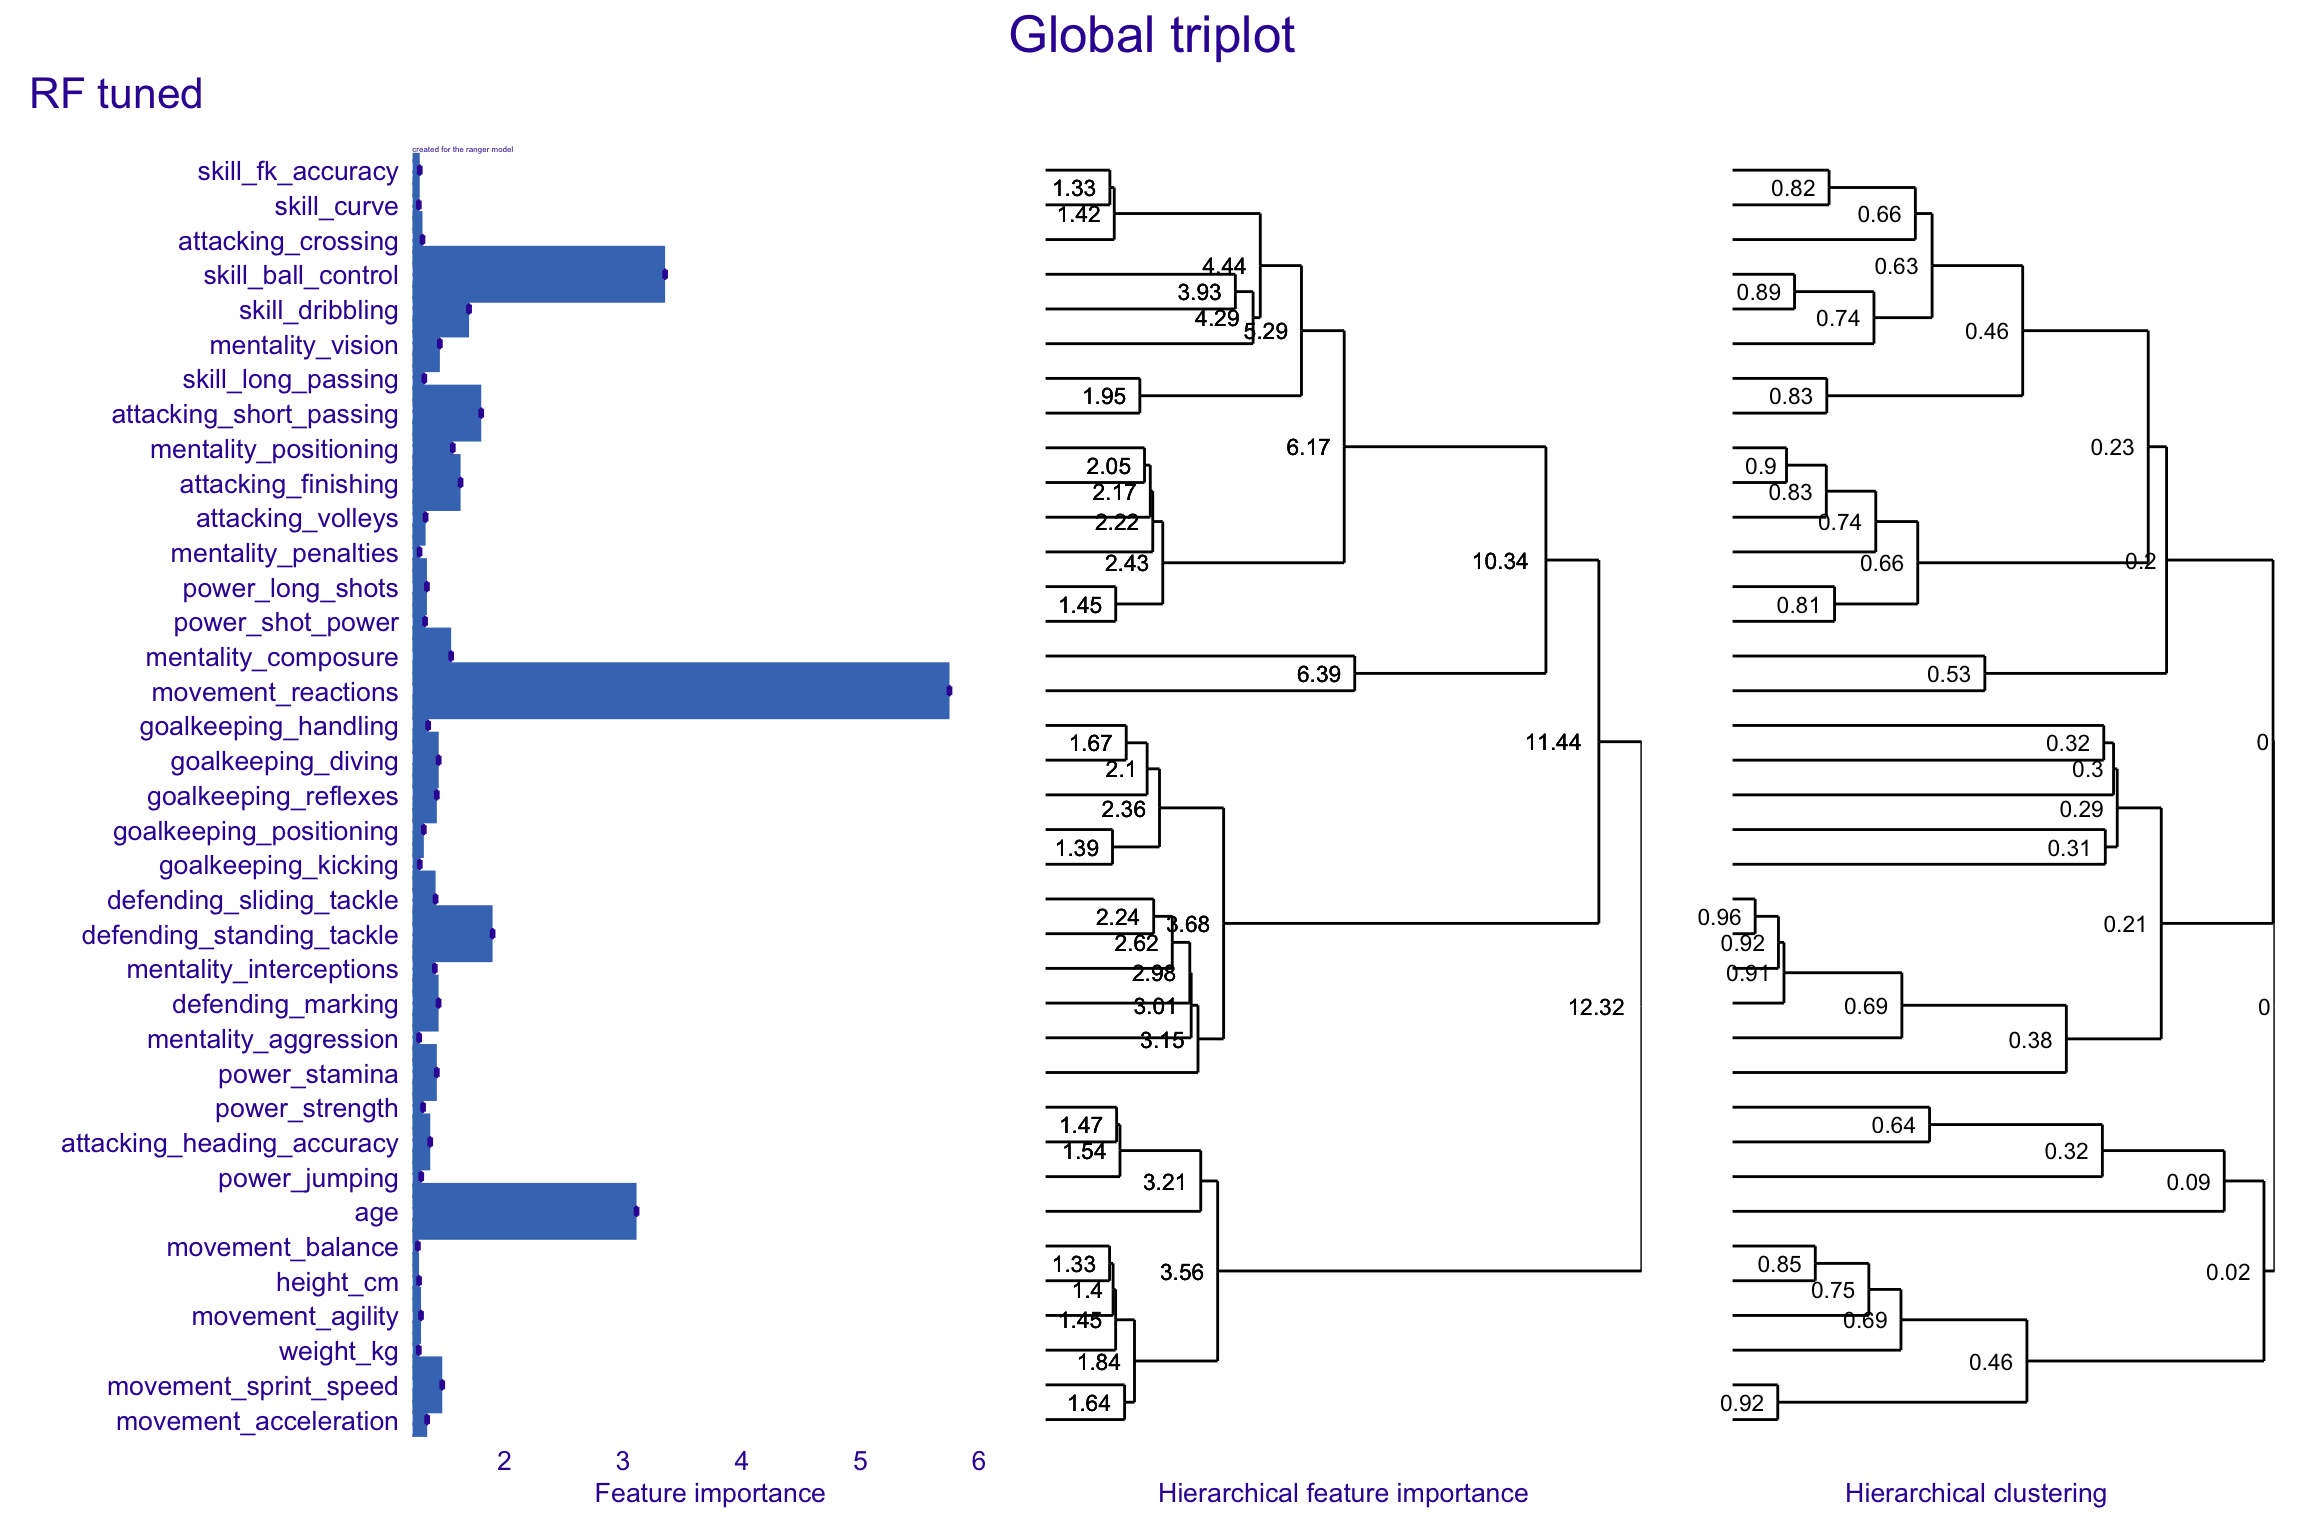 Global triplot
RF tuned
created for the ranger model
skill_fk_accuracy
skill_curve
attacking_crossing
skill_ball_control
skill_dribbling
mentality_vision
skill_long_passing
attacking_short_passing
mentality_positioning
attacking_finishing
attacking_volleys
mentality_penalties
power_long_shots
power_shot_power
mentality_composure
movement_reactions
goalkeeping_handling
goalkeeping_diving
goalkeeping_reflexes
goalkeeping_positioning
goalkeeping_kicking
defending_sliding_tackle
defending_standing_tackle
mentality_interceptions
defending_marking
mentality_aggression
power_stamina
power_strength
attacking_heading_accuracy
power_jumping
age
movement_balance
height_cm
movement_agility
weight_kg
movement_sprint_speed
movement_acceleration
2 3 4 5 6
Feature importance
1.33
1.42
4.44
3.93
4.29
5.29
1.95
6.17
2.05
2.17
2.22
2.43
10.34
1.45
6.39
1.67
11.44
2.1
2.36
1.39
2.24
3.68
2.62
2.98
3.01
12.32
3.15
1.47
1.54
3.21
1.33
3.56
1.4
1.45
1.84
1.64
Hierarchical feature importance
0.82
0.66
0.63
0.89
0.74
0.46
0.83
0.23
0.9
0.83
0.74
0.66
0.2
0.81
0.53
0.32
0
0.3
0.29
0.31
0.96
0.21
0.92
0.91
0.69
0
0.38
0.64
0.32
0.09
0.85
0.02
0.75
0.69
0.46
0.92
Hierarchical clustering